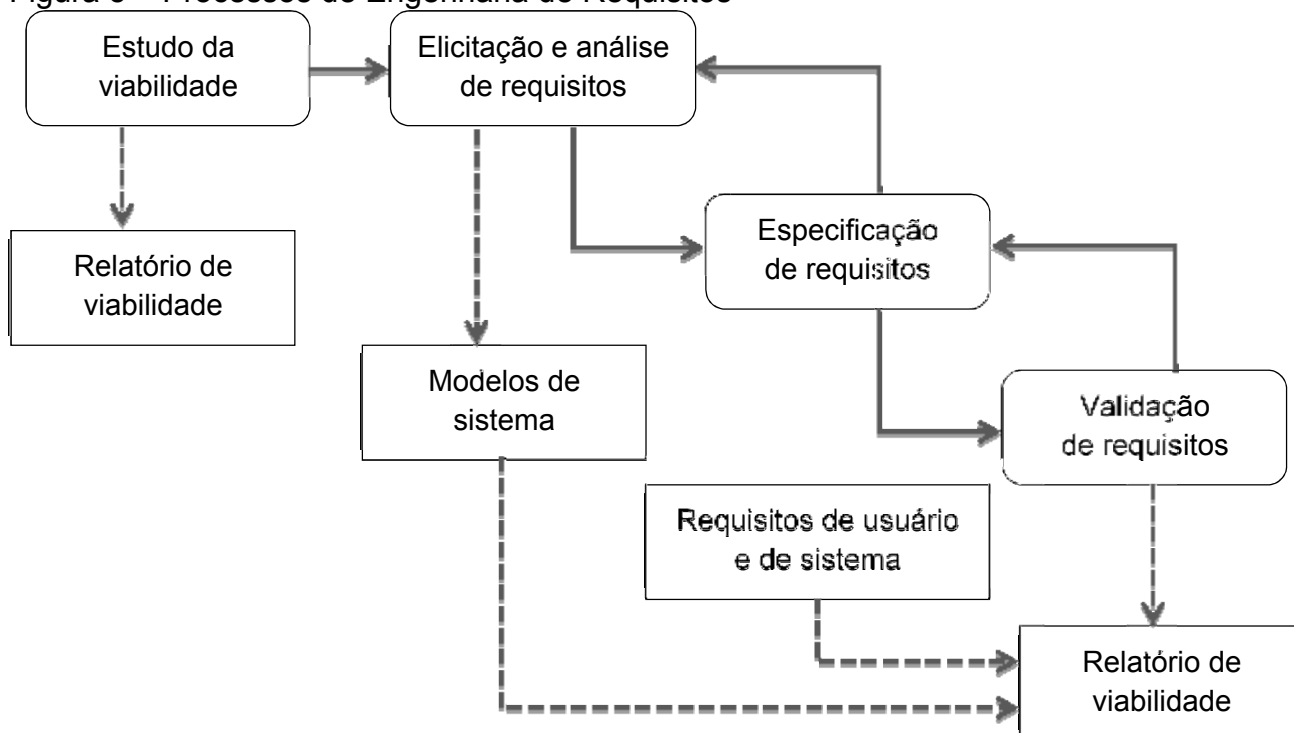 Estudo da
viabilidade
Elicitação e análise
de requisitos
Especificação
de requisitos
Relatório de
viabilidade
Modelos de
sistema
Validação
de requisitos
Requisitos de usuário
e de sistema
Relatório de
viabilidade